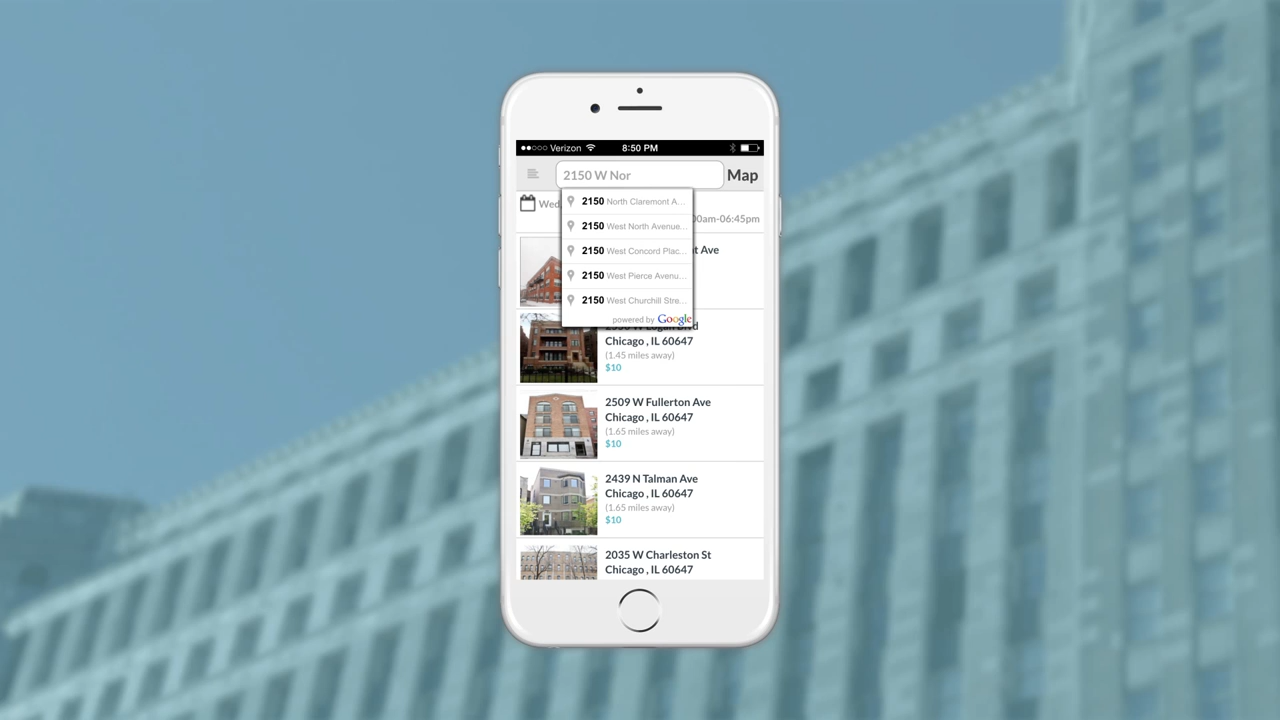 Verizon 8:50 PM
2150 W Nor
Map
Wed,
00am-06:45pm
2150 North Claremont A...
2150 West North Avenue...
2150 West Concord Plac...
2150 West Pierce Avenu...
2150 West Churchill Stre...
powered by Google
Ave
Chicago , IL 60647
(1.45 miles away)
$10
2509 W Fullerton Ave
Chicago , IL 60647
(1.65 miles away)
$10
2439 N Talman Ave
Chicago , IL 60647
(1.65 miles away)
$10
2035 W Charleston St
Chicago , IL 60647